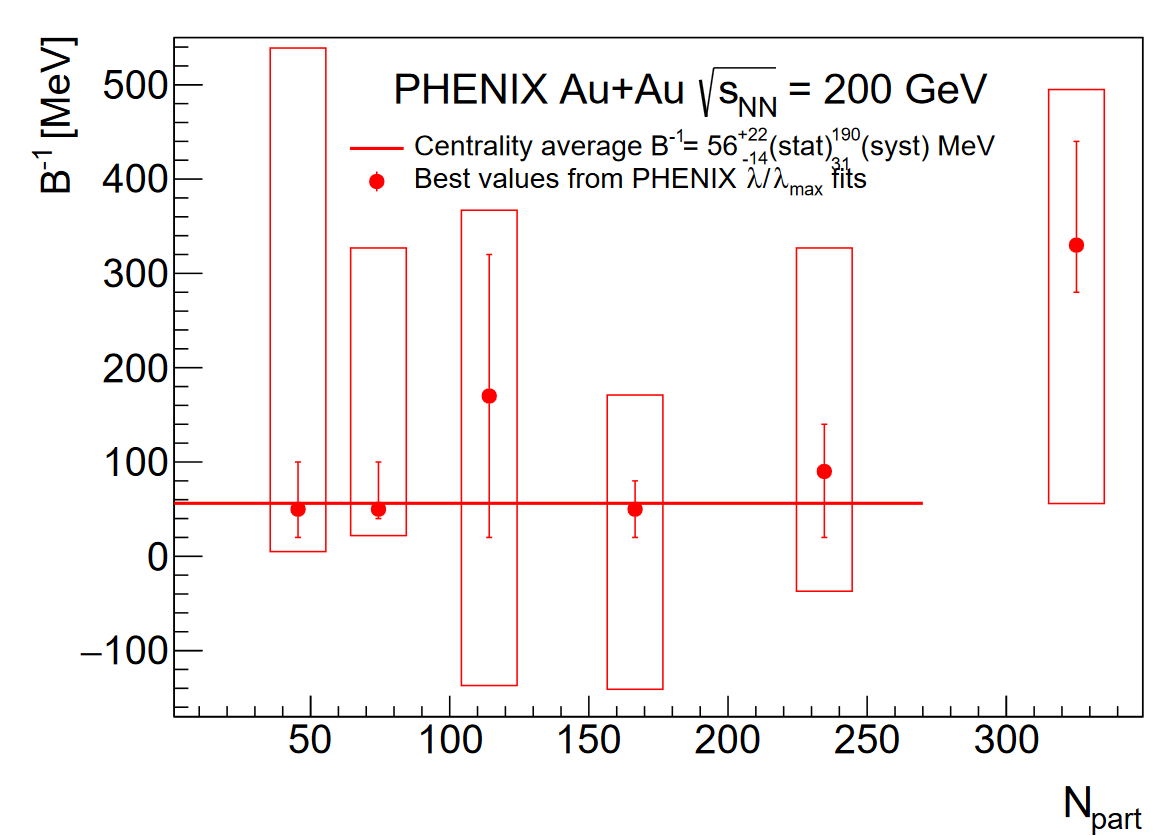 B⁻¹ [MeV]
500
400
300
200
100
0
−100
PHENIX Au+Au √sNN = 200 GeV
Centrality average B⁻¹= 56 +22 -14 (stat) 190 31 (syst) MeV
Best values from PHENIX λ/λmax fits
50 100 150 200 250 300
Npart